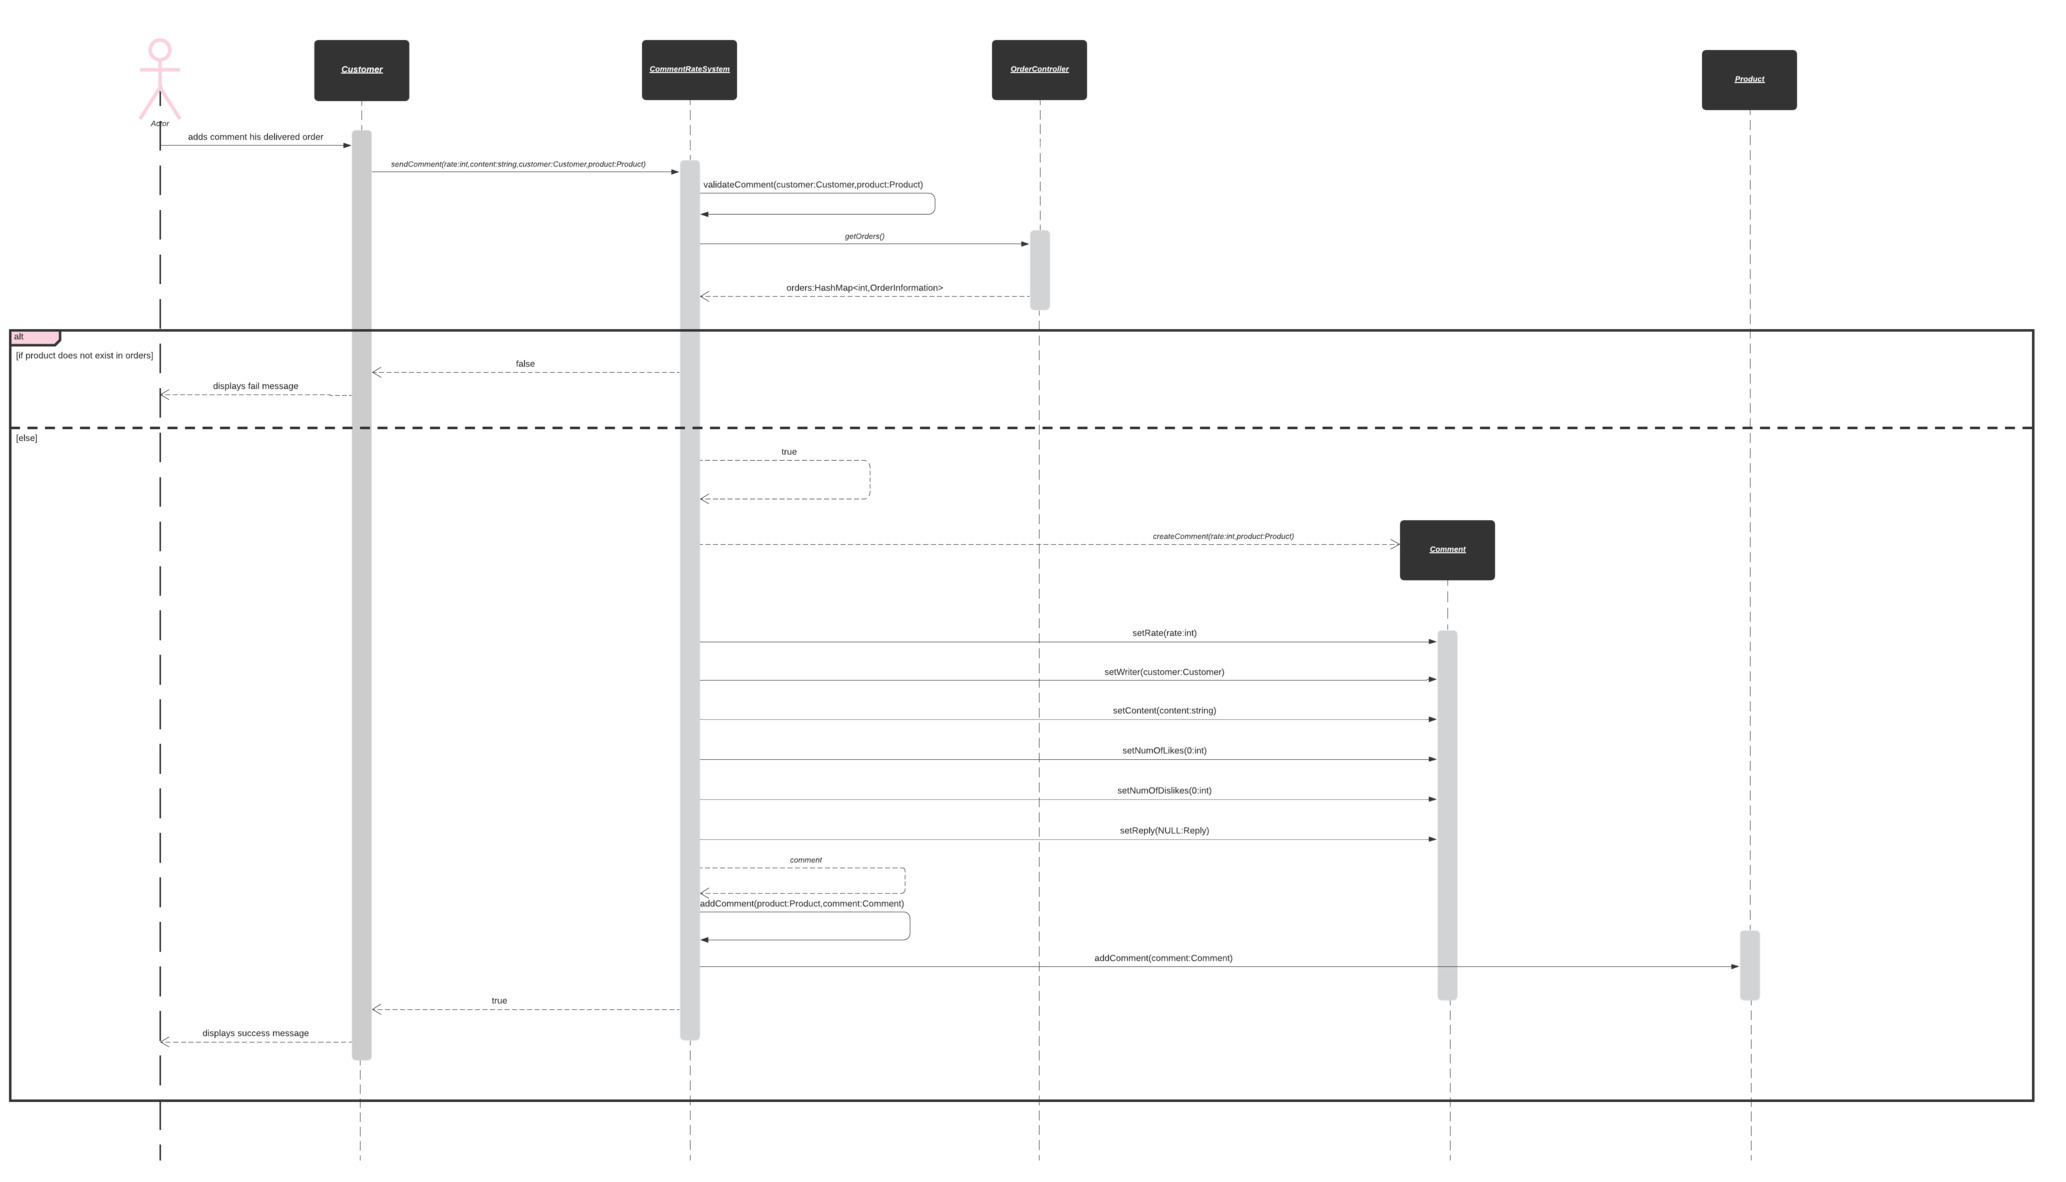 Customer
CommentRateSystem
OrderController
Product
Actor
adds comment his delivered order
sendComment(rate:int,content:string,customer:Customer,product:Product)
validateComment(customer:Customer,product:Product)
getOrders()
orders:HashMap<int,OrderInformation>
alt
[if product does not exist in orders]
false
displays fail message
[else]
true
createComment(rate:int,product:Product)
Comment
setRate(rate:int)
setWriter(customer:Customer)
setContent(content:string)
setNumOfLikes(0:int)
setNumOfDislikes(0:int)
setReply(NULL:Reply)
comment
addComment(product:Product,comment:Comment)
addComment(comment:Comment)
true
displays success message